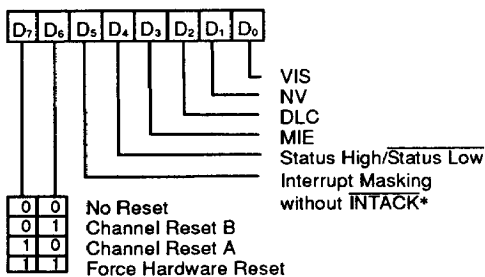 D₇ D₆ D₅ D₄ D₃ D₂ D₁ D₀
VIS
NV
DLC
MIE
Status High/Status Low
Interrupt Masking
without INTACK*
0 0 No Reset
0 1 Channel Reset B
1 0 Channel Reset A
1 1 Force Hardware Reset